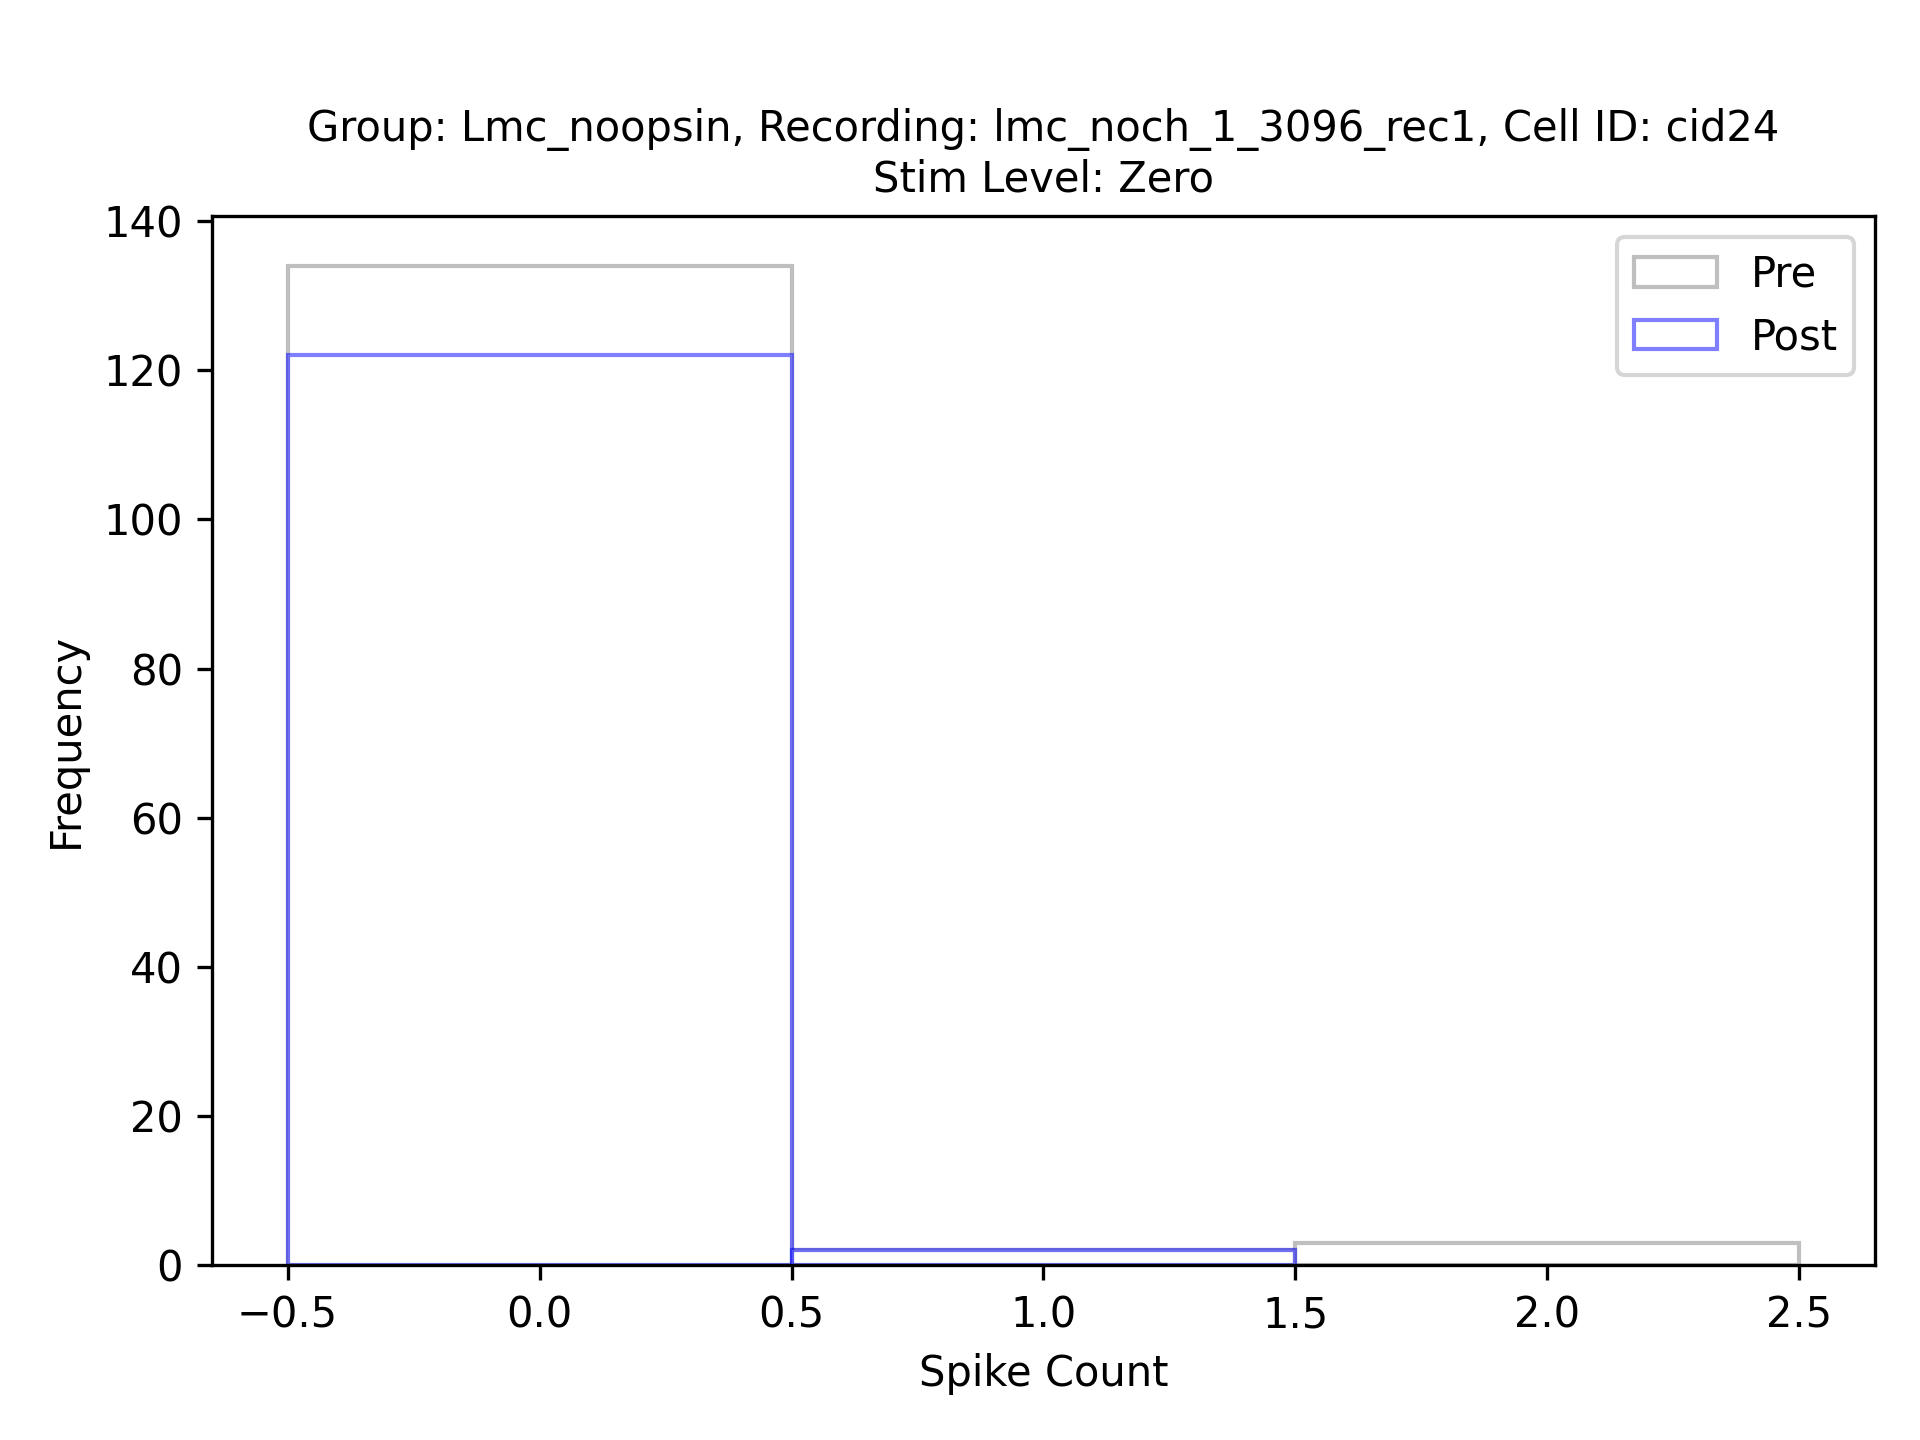 Group: Lmc_noopsin, Recording: lmc_noch_1_3096_rec1, Cell ID: cid24
Stim Level: Zero
140
120
100
80
60
40
20
0
Frequency
Pre
Post
−0.5
0.0
0.5
1.0
1.5
2.0
2.5
Spike Count